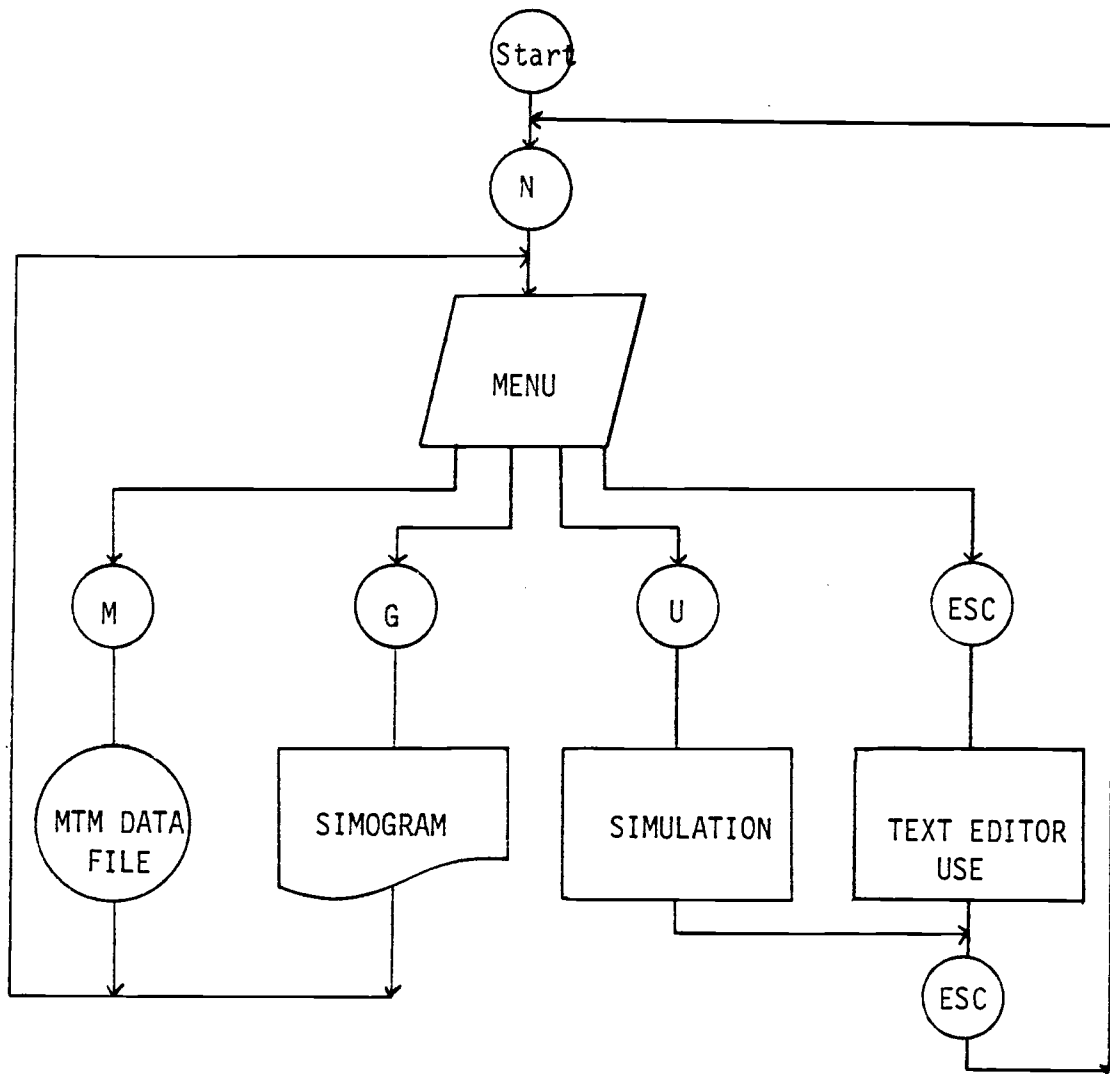 Start
N
MENU
M
G
U
ESC
MTM DATA
FILE
SIMOGRAM
SIMULATION
TEXT EDITOR
USE
ESC